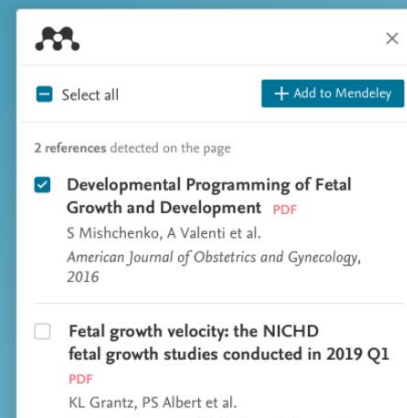 Select all
+ Add to Mendeley
2 references detected on the page
Developmental Programming of Fetal
Growth and Development PDF
S Mishchenko, A Valenti et al.
American Journal of Obstetrics and Gynecology,
2016
Fetal growth velocity: the NICHD
fetal growth studies conducted in 2019 Q1
PDF
KL Grantz, PS Albert et al.